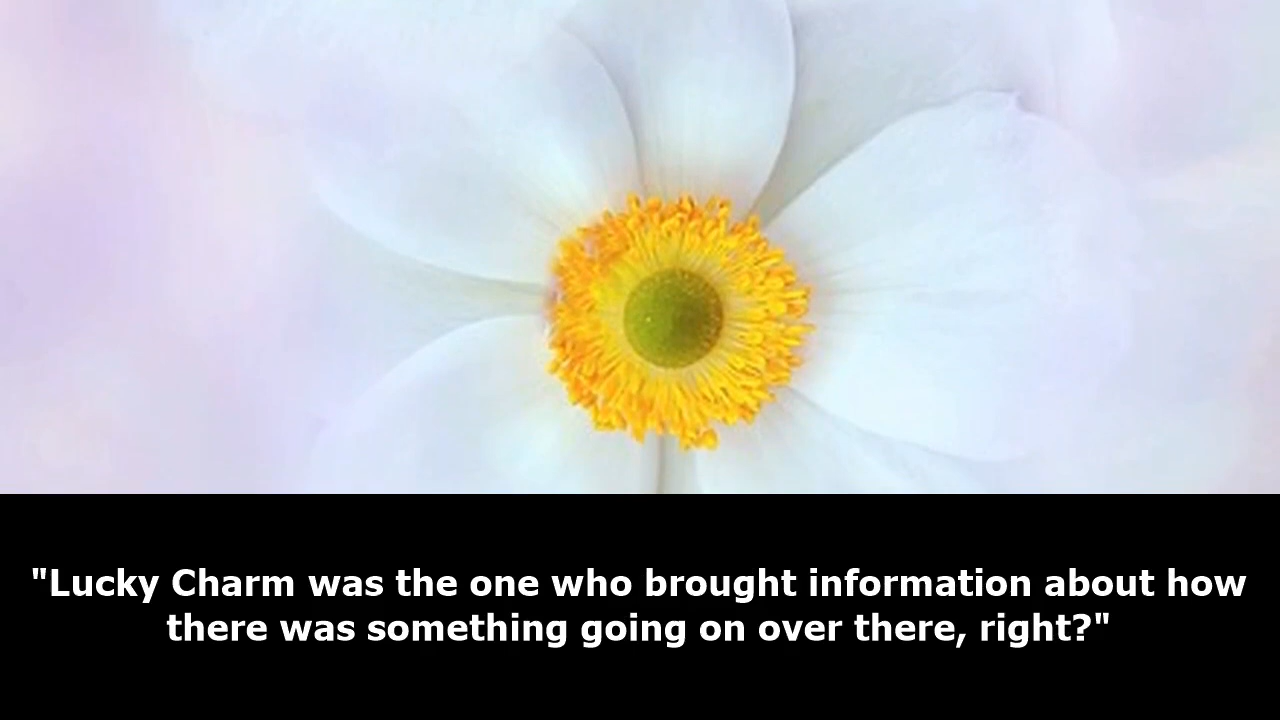 "Lucky Charm was the one who brought information about how
there was something going on over there, right?"